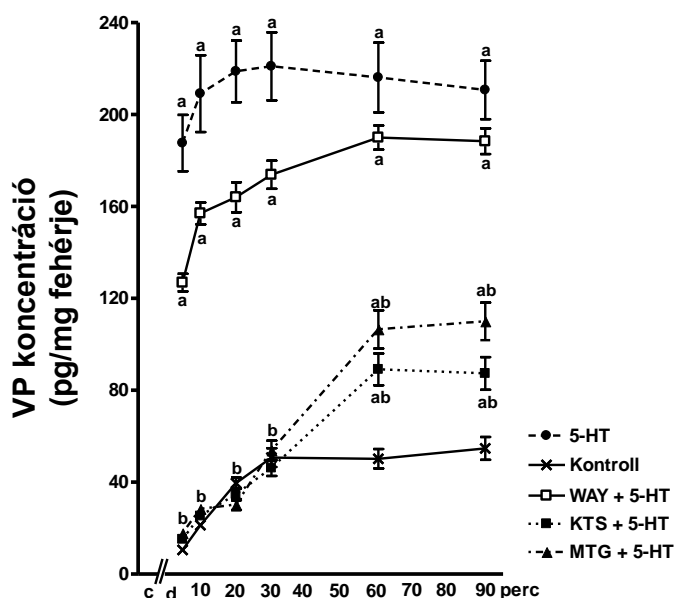 VP koncentráció
(pg/mg fehérje)
240
200
160
120
80
40
0
a
a
a
a
a
a
a
a
a
a
a
a
ab
ab
ab
ab
b
b
b
b
5-HT
Kontroll
WAY + 5-HT
KTS + 5-HT
MTG + 5-HT
c d 10 20 30 40 50 60 70 80 90 perc